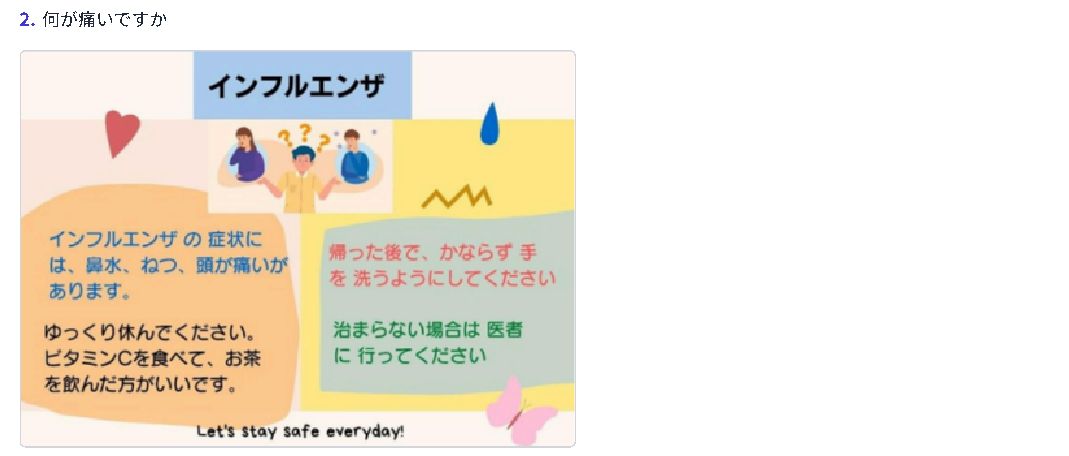 2. 何が痛いですか
インフルエンザ
インフルエンザ の 症状に
は、鼻水、ねつ、頭が痛いが
あります。
ゆっくり休んでください。
ビタミンCを食べて、お茶
を飲んだ方がいいです。
帰った後で、かならず 手
を 洗うようにしてください
治まらない場合は 医者
に 行ってください
Let's stay safe everyday!